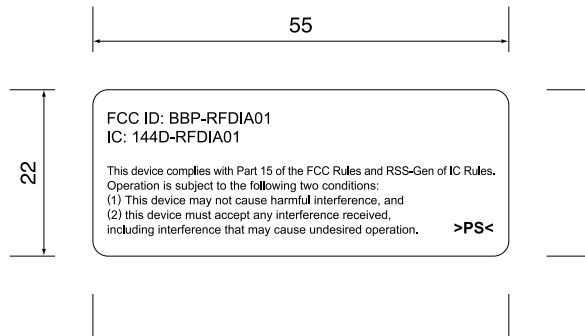 55
22
FCC ID: BBP-RFDIA01
IC: 144D-RFDIA01
This device complies with Part 15 of the FCC Rules and RSS-Gen of IC Rules.
Operation is subject to the following two conditions:
(1) This device may not cause harmful interference, and
(2) this device must accept any interference received,
including interference that may cause undesired operation.
>PS<